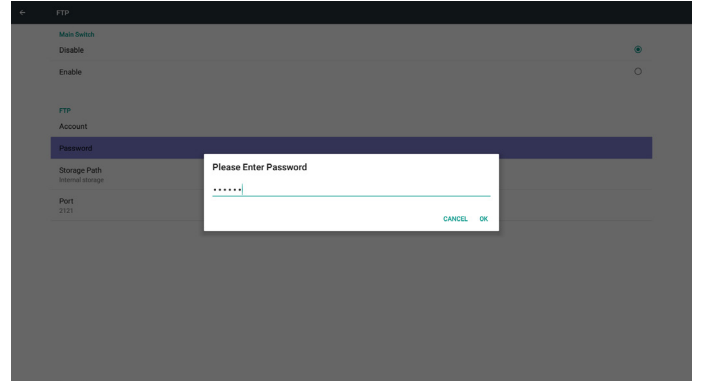 FTP
Main Switch
Disable
Enable
FTP
Account
Password
Storage Path
Internal storage
Port
2121
Please Enter Password
••••••
CANCEL OK